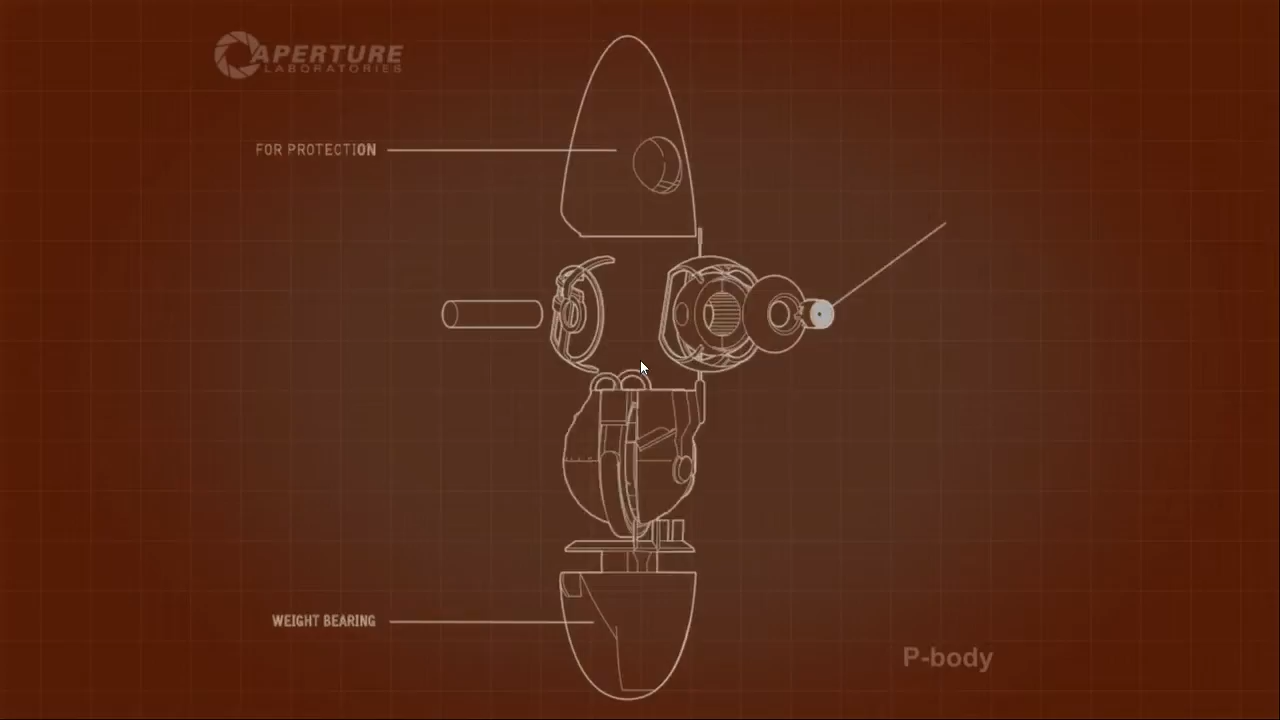 APERTURE
LABORATORIES
FOR PROTECTION
WEIGHT BEARING
P-body